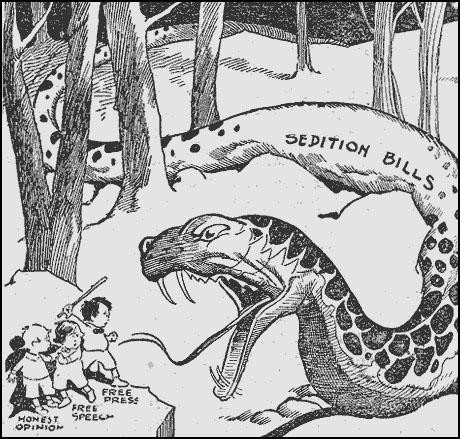 SEDITION BILLS
HONEST
OPINION
FREE
SPEECH
FREE
PRESS